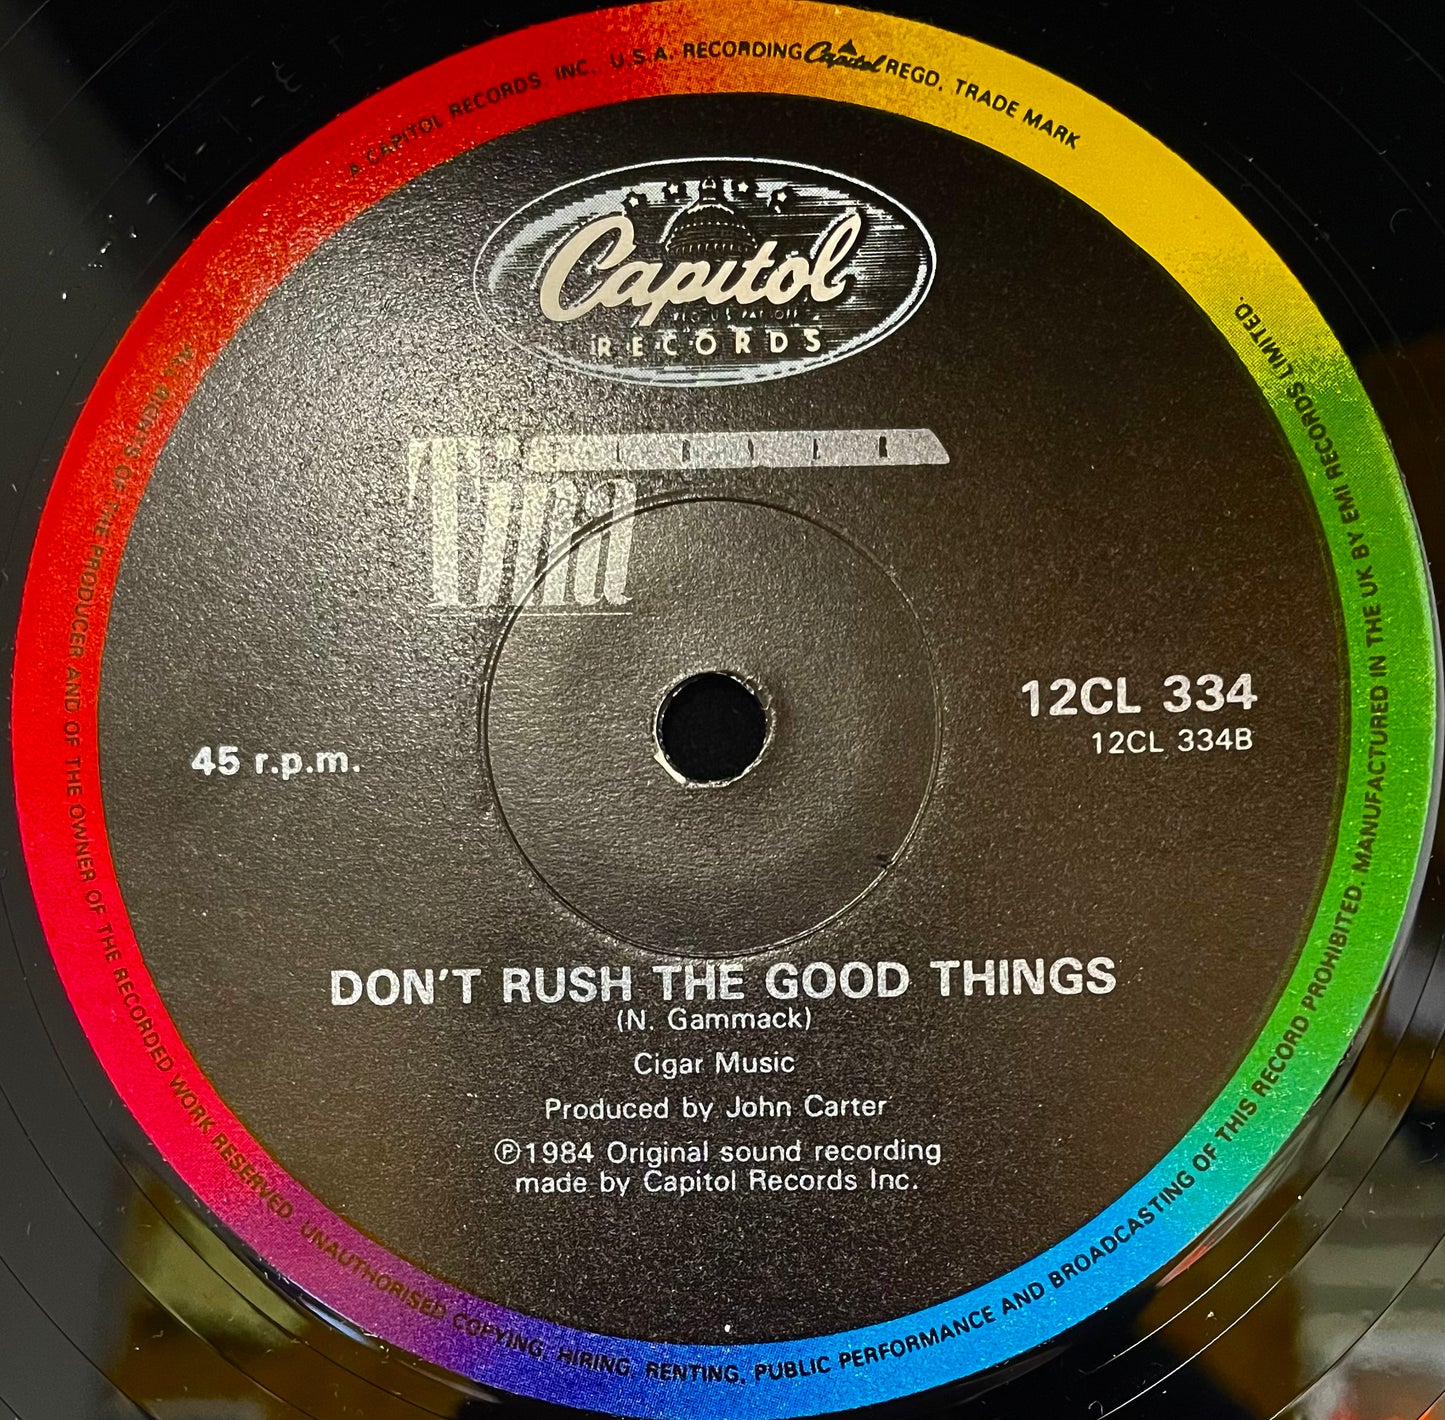 A CAPITOL RECORDS, INC., U.S.A. RECORDING Capitol REGD. TRADE MARK
Capitol
RECORDS
Tina
45 r.p.m.
12CL 334
12CL 334B
DON'T RUSH THE GOOD THINGS
(N. Gammack)
Cigar Music
Produced by John Carter
℗1984 Original sound recording
made by Capitol Records Inc.
ALL RIGHTS OF THE PRODUCER AND OF THE OWNER OF THE RECORDED WORK RESERVED. UNAUTHORISED COPYING, HIRING, RENTING, PUBLIC PERFORMANCE AND BROADCASTING OF THIS RECORD PROHIBITED. MANUFACTURED IN THE UK BY EMI RECORDS LIMITED.